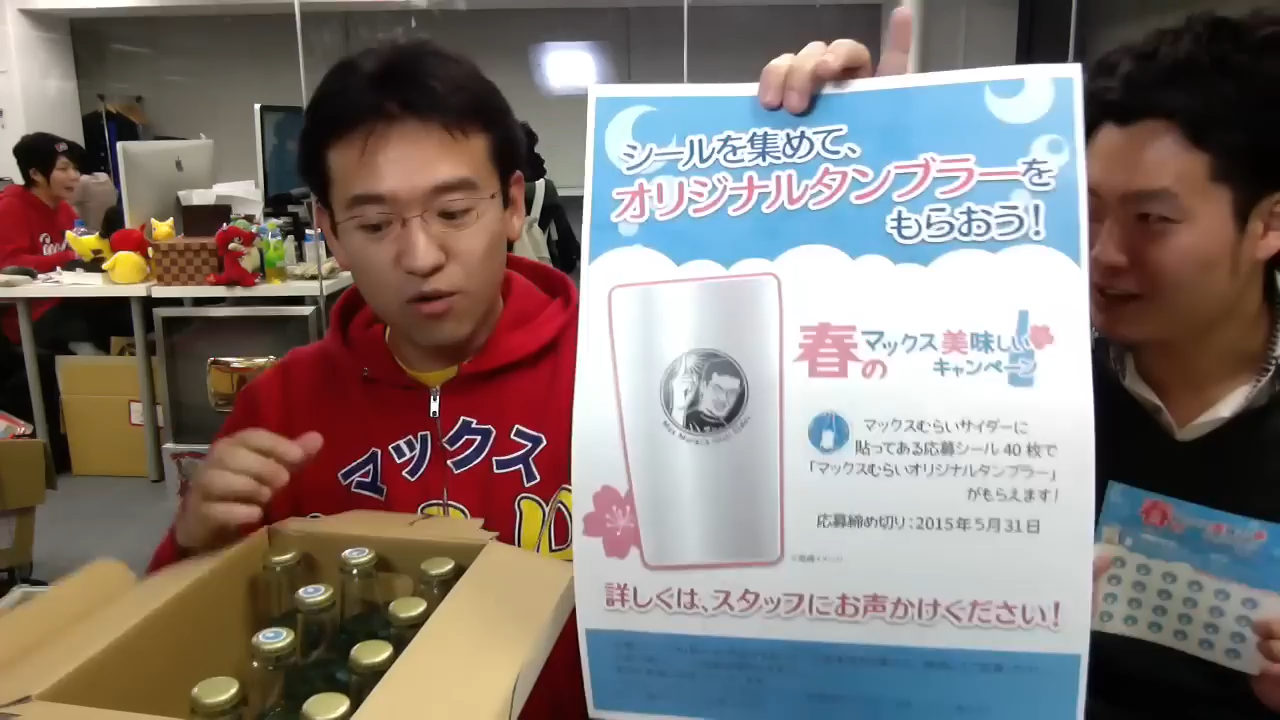 シールを集めて、
オリジナルタンブラーを
もらおう!
春のマックス美味しい
キャンペーン
マックスむらいサイダーに
貼ってある応募シール 40 枚で
「マックスむらいオリジナルタンブラー」
がもらえます!
応募締め切り:2015年5月31日
詳しくは、スタッフにお声かけください!
マックス